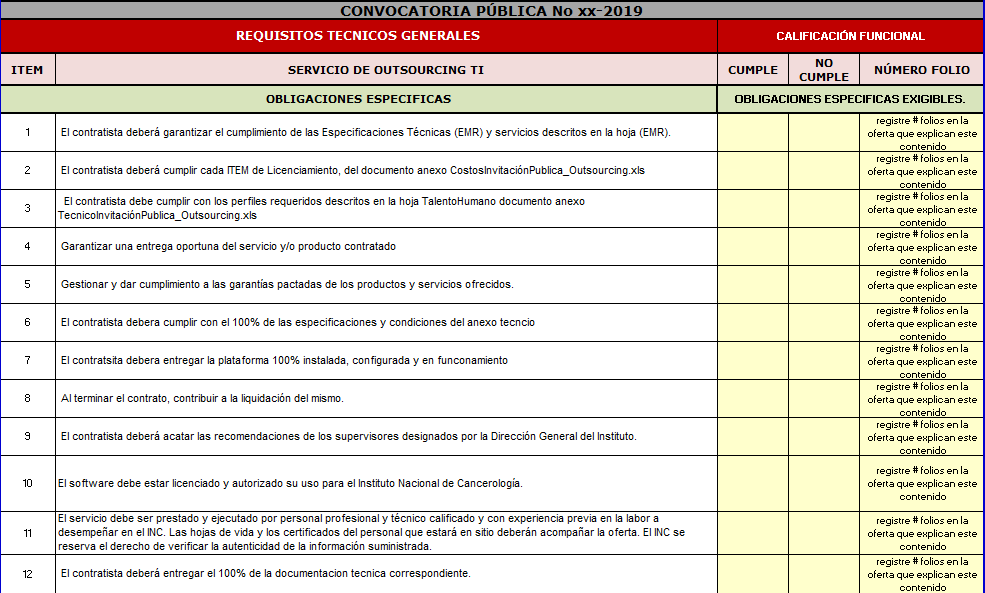 CONVOCATORIA PÚBLICA No xx-2019
REQUISITOS TECNICOS GENERALES
CALIFICACIÓN FUNCIONAL
ITEM
SERVICIO DE OUTSOURCING TI
CUMPLE
NO
CUMPLE
NÚMERO FOLIO
OBLIGACIONES ESPECIFICAS
OBLIGACIONES ESPECIFICAS EXIGIBLES.
1
El contratista deberá garantizar el cumplimiento de las Especificaciones Técnicas (EMR) y servicios descritos en la hoja (EMR).
registre # folios en la
oferta que explican este
contenido
2
El contratista deberá cumplir cada ITEM de Licenciamiento, del documento anexo CostosInvitaciónPublica_Outsourcing.xls
registre # folios en la
oferta que explican este
contenido
3
El contratista debe cumplir con los perfiles requeridos descritos en la hoja TalentoHumano documento anexo
TecnicoInvitaciónPublica_Outsourcing.xls
registre # folios en la
oferta que explican este
contenido
4
Garantizar una entrega oportuna del servicio y/o producto contratado
registre # folios en la
oferta que explican este
contenido
5
Gestionar y dar cumplimiento a las garantías pactadas de los productos y servicios ofrecidos.
registre # folios en la
oferta que explican este
contenido
6
El contratista debera cumplir con el 100% de las especificaciones y condiciones del anexo tecncio
registre # folios en la
oferta que explican este
contenido
7
El contratsita debera entregar la plataforma 100% instalada, configurada y en funconamiento
registre # folios en la
oferta que explican este
contenido
8
Al terminar el contrato, contribuir a la liquidación del mismo.
registre # folios en la
oferta que explican este
contenido
9
El contratista deberá acatar las recomendaciones de los supervisores designados por la Dirección General del Instituto.
registre # folios en la
oferta que explican este
contenido
10
El software debe estar licenciado y autorizado su uso para el Instituto Nacional de Cancerología.
registre # folios en la
oferta que explican este
contenido
11
El servicio debe ser prestado y ejecutado por personal profesional y técnico calificado y con experiencia previa en la labor a
desempeñar en el INC. Las hojas de vida y los certificados del personal que estará en sitio deberán acompañar la oferta. El INC se
reserva el derecho de verificar la autenticidad de la información suministrada.
registre # folios en la
oferta que explican este
contenido
12
El contratista deberá entregar el 100% de la documentacion tecnica correspondiente.
registre # folios en la
oferta que explican este
contenido